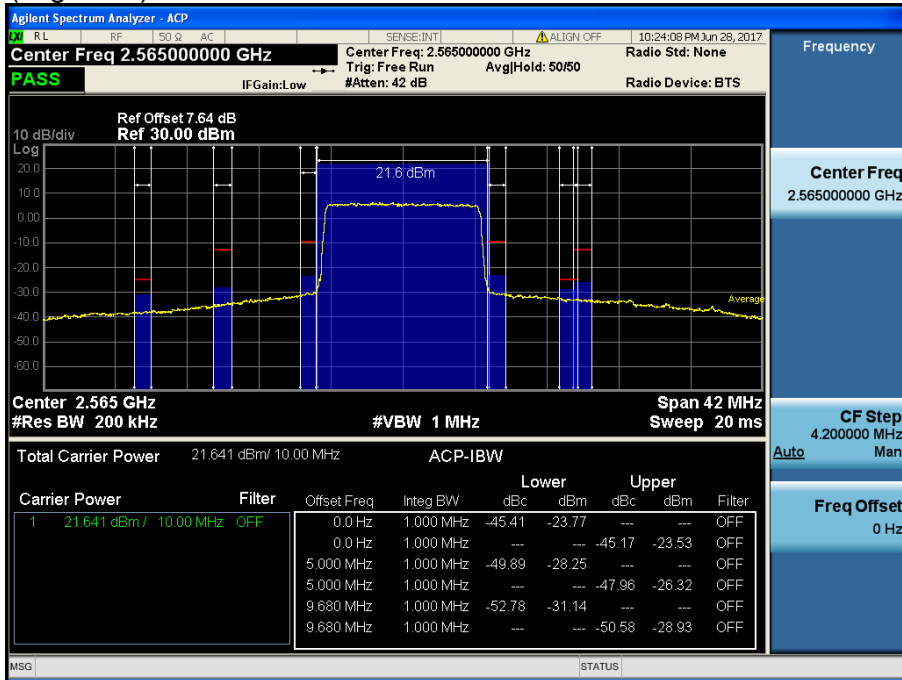 Agilent Spectrum Analyzer - ACP
LXI RL RF 50 Ω AC SENSE:INT ALIGN OFF 10:24:08 PM Jun 28, 2017
Center Freq 2.565000000 GHz Center Freq: 2.565000000 GHz Radio Std: None
Trig: Free Run Avg|Hold: 50/50
PASS IFGain:Low #Atten: 42 dB Radio Device: BTS
Ref Offset 7.64 dB
10 dB/div Ref 30.00 dBm
Log
20.0
21.6 dBm
10.0
0.00
-10.0
-20.0
-30.0
Average
-40.0
-50.0
-60.0
Center 2.565 GHz Span 42 MHz
#Res BW 200 kHz #VBW 1 MHz Sweep 20 ms
Total Carrier Power 21.641 dBm/ 10.00 MHz ACP-IBW
Lower Upper
Carrier Power Filter Offset Freq Integ BW dBc dBm dBc dBm Filter
1 21.641 dBm / 10.00 MHz OFF 0.0 Hz 1.000 MHz -45.41 -23.77 --- --- OFF
0.0 Hz 1.000 MHz --- --- -45.17 -23.53 OFF
5.000 MHz 1.000 MHz -49.89 -28.25 --- --- OFF
5.000 MHz 1.000 MHz --- --- -47.96 -26.32 OFF
9.680 MHz 1.000 MHz -52.78 -31.14 --- --- OFF
9.680 MHz 1.000 MHz --- --- -50.58 -28.93 OFF
MSG STATUS
Frequency
Center Freq
2.565000000 GHz
CF Step
4.200000 MHz
Auto Man
Freq Offset
0 Hz